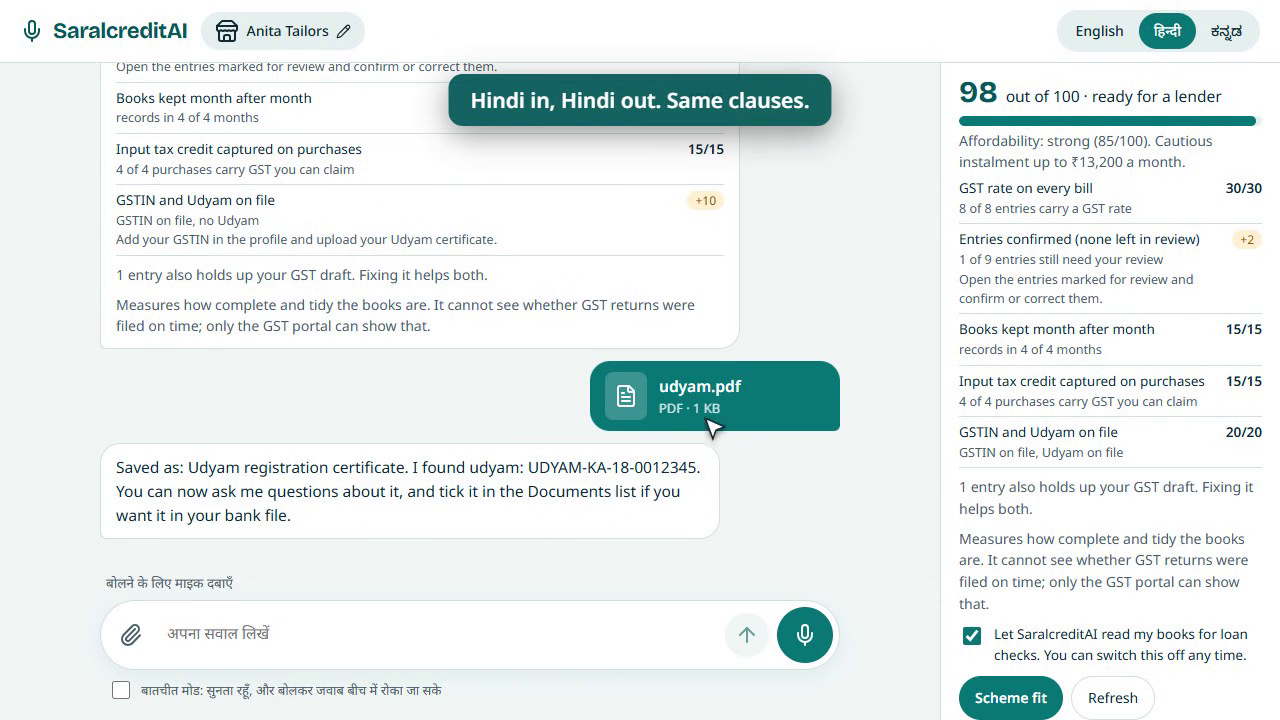 SaralcreditAI
Anita Tailors
English
हिन्दी
ಕನ್ನಡ
Hindi in, Hindi out. Same clauses.
Open the entries marked for review and confirm or correct them.
Books kept month after month
records in 4 of 4 months
Input tax credit captured on purchases
15/15
4 of 4 purchases carry GST you can claim
GSTIN and Udyam on file
+10
GSTIN on file, no Udyam
Add your GSTIN in the profile and upload your Udyam certificate.
1 entry also holds up your GST draft. Fixing it helps both.
Measures how complete and tidy the books are. It cannot see whether GST returns were
filed on time; only the GST portal can show that.
udyam.pdf
PDF · 1 KB
Saved as: Udyam registration certificate. I found udyam: UDYAM-KA-18-0012345.
You can now ask me questions about it, and tick it in the Documents list if you
want it in your bank file.
बोलने के लिए माइक दबाएँ
अपना सवाल लिखें
बातचीत मोड: सुनता रहूँ, और बोलकर जवाब बीच में रोका जा सके
98 out of 100 · ready for a lender
Affordability: strong (85/100). Cautious
instalment up to ₹13,200 a month.
GST rate on every bill
30/30
8 of 8 entries carry a GST rate
Entries confirmed (none left in review)
+2
1 of 9 entries still need your review
Open the entries marked for review and
confirm or correct them.
Books kept month after month
15/15
records in 4 of 4 months
Input tax credit captured on purchases
15/15
4 of 4 purchases carry GST you can claim
GSTIN and Udyam on file
20/20
GSTIN on file, Udyam on file
1 entry also holds up your GST draft. Fixing it
helps both.
Measures how complete and tidy the books
are. It cannot see whether GST returns were
filed on time; only the GST portal can show
that.
Let SaralcreditAI read my books for loan
checks. You can switch this off any time.
Scheme fit
Refresh